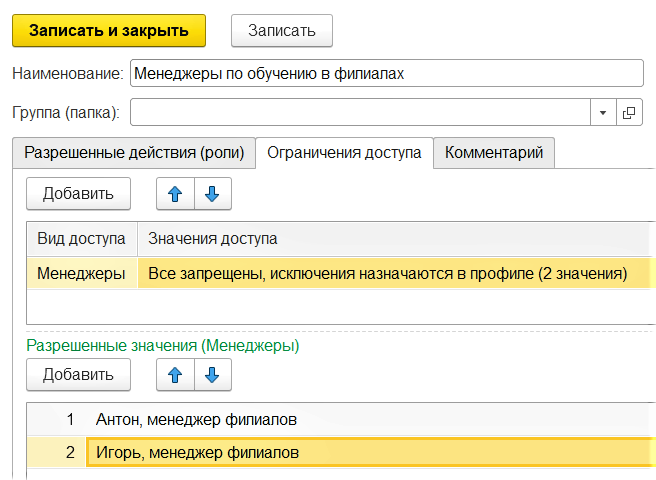 Записать и закрыть Записать
Наименование: Менеджеры по обучению в филиалах
Группа (папка):
Разрешенные действия (роли) Ограничения доступа Комментарий
Добавить
Вид доступа Значения доступа
Менеджеры Все запрещены, исключения назначаются в профиле (2 значения)
Разрешенные значения (Менеджеры)
Добавить
1 Антон, менеджер филиалов
2 Игорь, менеджер филиалов